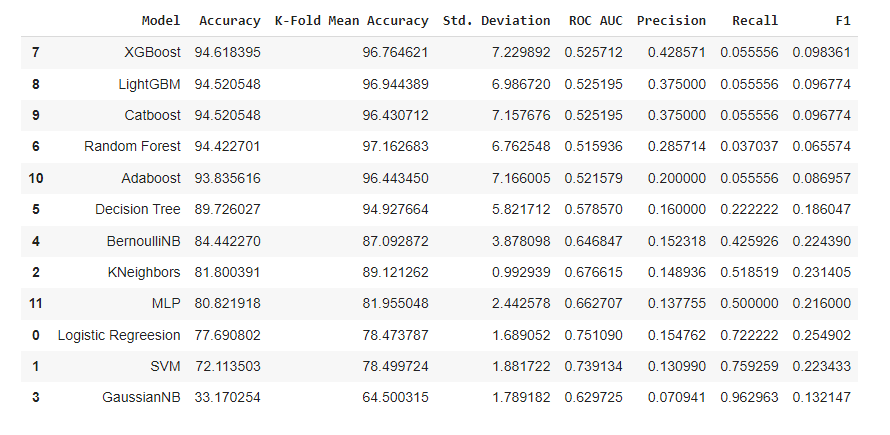 Model Accuracy K-Fold Mean Accuracy Std. Deviation ROC AUC Precision Recall F1
7 XGBoost 94.618395 96.764621 7.229892 0.525712 0.428571 0.055556 0.098361
8 LightGBM 94.520548 96.944389 6.986720 0.525195 0.375000 0.055556 0.096774
9 Catboost 94.520548 96.430712 7.157676 0.525195 0.375000 0.055556 0.096774
6 Random Forest 94.422701 97.162683 6.762548 0.515936 0.285714 0.037037 0.065574
10 Adaboost 93.835616 96.443450 7.166005 0.521579 0.200000 0.055556 0.086957
5 Decision Tree 89.726027 94.927664 5.821712 0.578570 0.160000 0.222222 0.186047
4 BernoulliNB 84.442270 87.092872 3.878098 0.646847 0.152318 0.425926 0.224390
2 KNeighbors 81.800391 89.121262 0.992939 0.676615 0.148936 0.518519 0.231405
11 MLP 80.821918 81.955048 2.442578 0.662707 0.137755 0.500000 0.216000
0 Logistic Regreesion 77.690802 78.473787 1.689052 0.751090 0.154762 0.722222 0.254902
1 SVM 72.113503 78.499724 1.881722 0.739134 0.130990 0.759259 0.223433
3 GaussianNB 33.170254 64.500315 1.789182 0.629725 0.070941 0.962963 0.132147